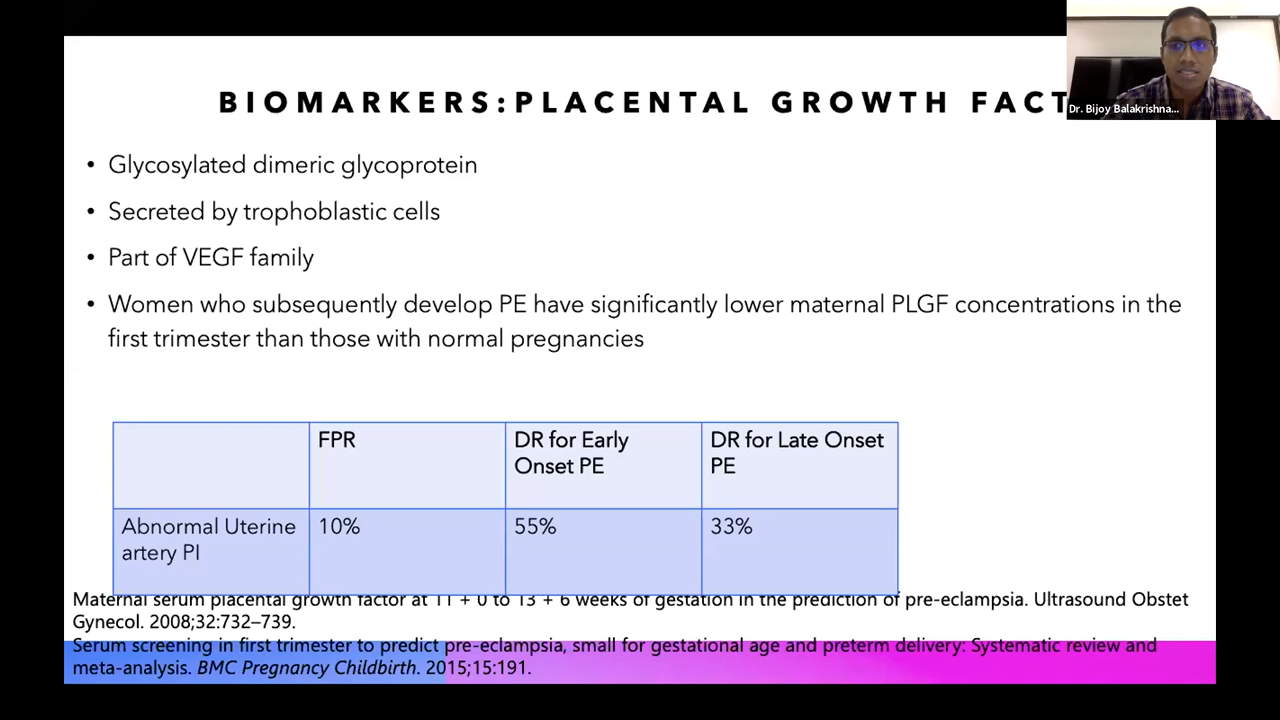 BIOMARKERS:PLACENTAL GROWTH FACT
Dr. Bijoy Balakrishna...
• Glycosylated dimeric glycoprotein
• Secreted by trophoblastic cells
• Part of VEGF family
• Women who subsequently develop PE have significantly lower maternal PLGF concentrations in the
first trimester than those with normal pregnancies
FPR
DR for Early
Onset PE
DR for Late Onset
PE
Abnormal Uterine
artery PI
10%
55%
33%
Maternal serum placental growth factor at 11 + 0 to 13 + 6 weeks of gestation in the prediction of pre-eclampsia. Ultrasound Obstet
Gynecol. 2008;32:732–739.
Serum screening in first trimester to predict pre-eclampsia, small for gestational age and preterm delivery: Systematic review and
meta-analysis. BMC Pregnancy Childbirth. 2015;15:191.